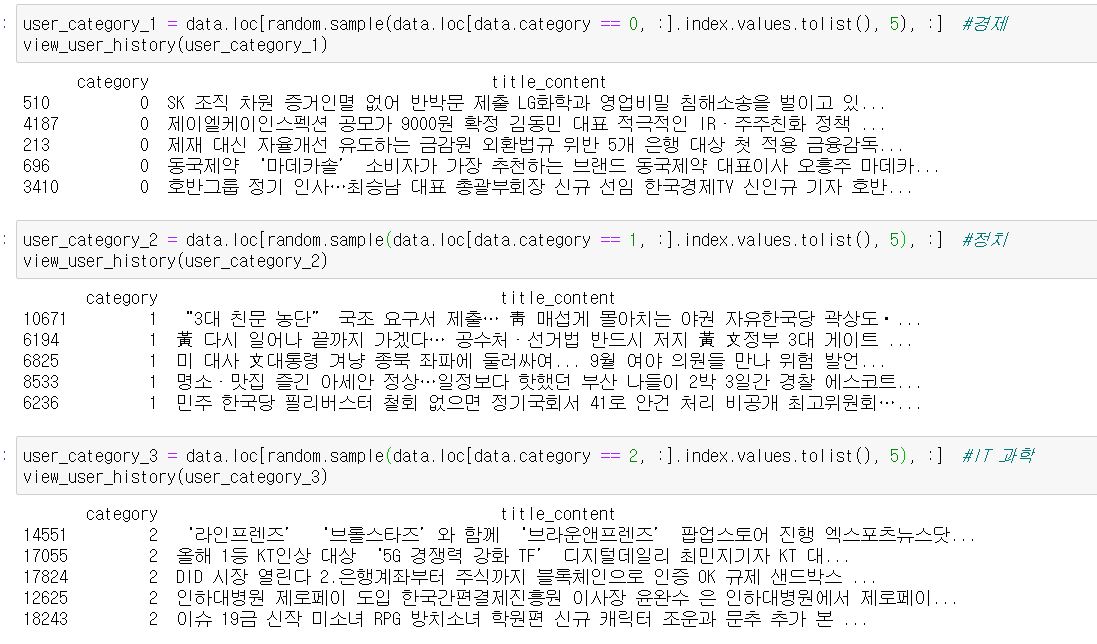 : user_category_1 = data.loc[random.sample(data.loc[data.category == 0, :].index.values.tolist(), 5), :]  #경제
view_user_history(user_category_1)
category title_content
510 0 SK 조직 차원 증거인멸 없어 반박문 제출 LG화학과 영업비밀 침해소송을 벌이고 있...
4187 0 제이엘케이인스펙션 공모가 9000원 확정 김동민 대표 적극적인 IR·주주친화 정책 ...
213 0 제재 대신 자율개선 유도하는 금감원 외환법규 위반 5개 은행 대상 첫 적용 금융감독...
696 0 동국제약 ‘마데카솔’ 소비자가 가장 추천하는 브랜드 동국제약 대표이사 오흥주 마데카...
3410 0 호반그룹 정기 인사…최승남 대표 총괄부회장 신규 선임 한국경제TV 신인규 기자 호반...
: user_category_2 = data.loc[random.sample(data.loc[data.category == 1, :].index.values.tolist(), 5), :]  #정치
view_user_history(user_category_2)
category title_content
10671 1 “3대 친문 농단” 국조 요구서 제출… 靑 매섭게 몰아치는 야권 자유한국당 곽상도·...
6194 1 黃 다시 일어나 끝까지 가겠다… 공수처·선거법 반드시 저지 黃 文정부 3대 게이트 ...
6825 1 미 대사 文대통령 겨냥 종북 좌파에 둘러싸여... 9월 여야 의원들 만나 위험 발언...
8533 1 명소·맛집 즐긴 아세안 정상…일정보다 핫했던 부산 나들이 2박 3일간 경찰 에스코트...
6236 1 민주 한국당 필리버스터 철회 없으면 정기국회서 41로 안건 처리 비공개 최고위원회…...
: user_category_3 = data.loc[random.sample(data.loc[data.category == 2, :].index.values.tolist(), 5), :]  #IT 과학
view_user_history(user_category_3)
category title_content
14551 2 ‘라인프렌즈’ ‘브롤스타즈’와 함께 ‘브라운앤프렌즈’ 팝업스토어 진행 엑스포츠뉴스닷...
17055 2 올해 1등 KT인상 대상 ‘5G 경쟁력 강화 TF’ 디지털데일리 최민지기자 KT 대...
17824 2 DID 시장 열린다 2.은행계좌부터 주식까지 블록체인으로 인증 OK 규제 샌드박스 ...
12625 2 인하대병원 제로페이 도입 한국간편결제진흥원 이사장 윤완수 은 인하대병원에서 제로페이...
18243 2 이슈 19금 신작 미소녀 RPG 방치소녀 학원편 신규 캐릭터 조운과 문추 추가 본 ...